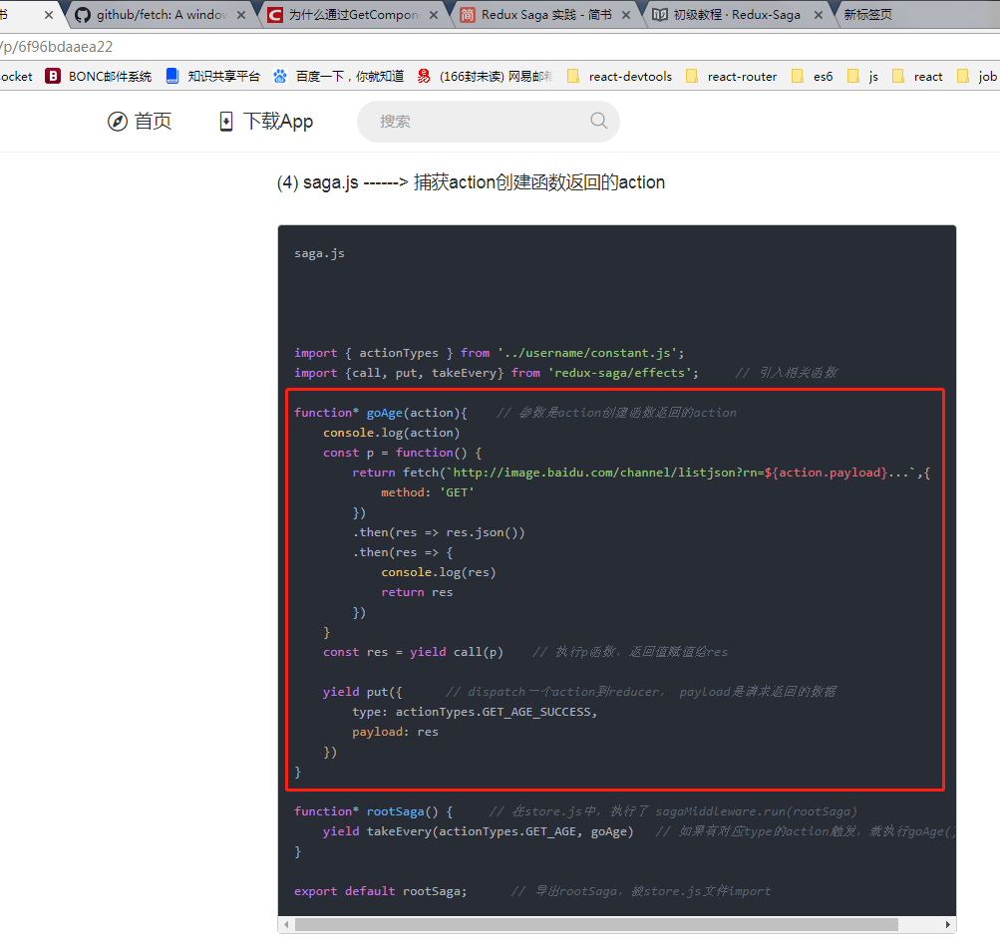 书
github/fetch: A window
为什么通过GetCompon
Redux Saga 实践 - 简书
初级教程 · Redux-Saga
新标签页
/p/6f96bdaaea22
ocket BONC邮件系统 知识共享平台 百度一下，你就知道 (166封未读) 网易邮箱 react-devtools react-router es6 js react job
首页 下载App 搜索
(4) saga.js ------> 捕获action创建函数返回的action
saga.js
import { actionTypes } from '../username/constant.js';
import {call, put, takeEvery} from 'redux-saga/effects'; // 引入相关函数
function* goAge(action){ // 参数是action创建函数返回的action
console.log(action)
const p = function() {
return fetch(`http://image.baidu.com/channel/listjson?rn=${action.payload}...`,{
method: 'GET'
})
.then(res => res.json())
.then(res => {
console.log(res)
return res
})
}
const res = yield call(p) // 执行p函数，返回值赋值给res
yield put({ // dispatch一个action到reducer， payload是请求返回的数据
type: actionTypes.GET_AGE_SUCCESS,
payload: res
})
}
function* rootSaga() { // 在store.js中，执行了 sagaMiddleware.run(rootSaga)
yield takeEvery(actionTypes.GET_AGE, goAge) // 如果有对应type的action触发，就执行goAge()
}
export default rootSaga; // 导出rootSaga，被store.js文件import